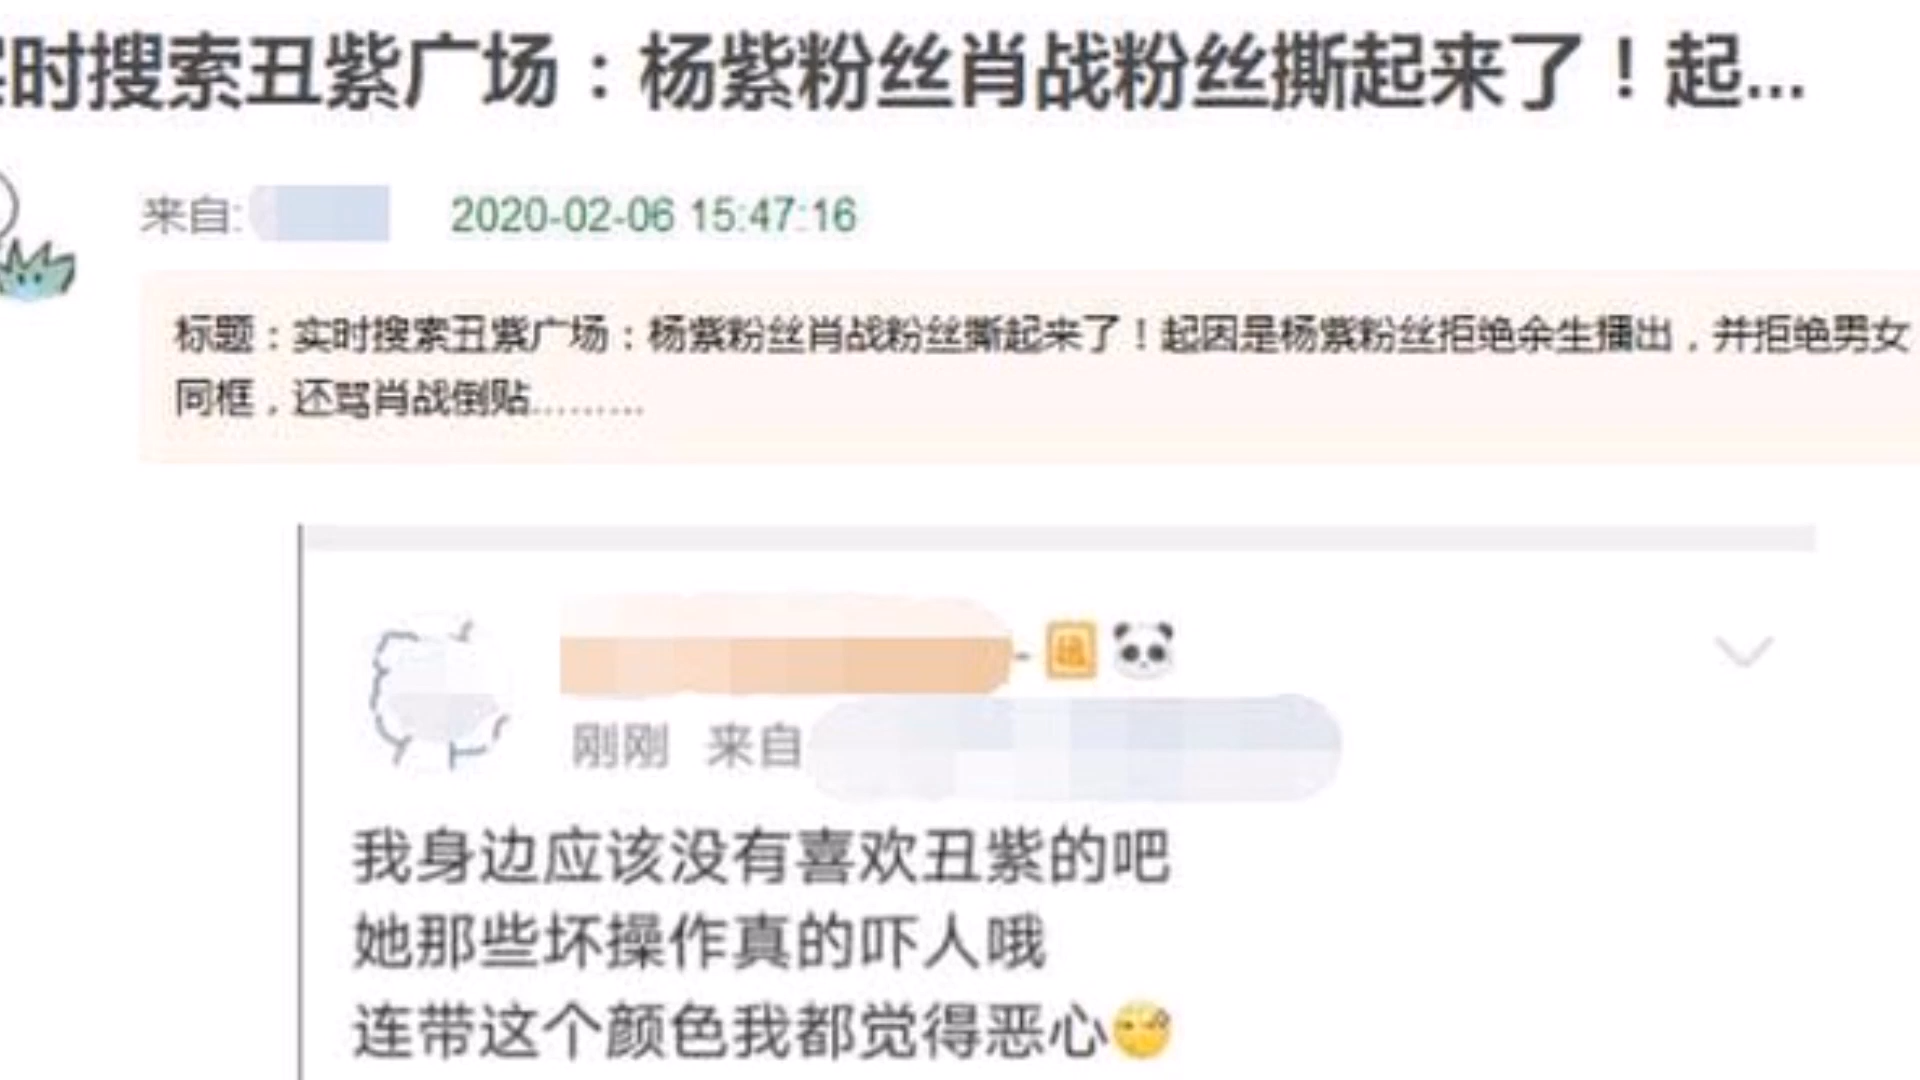 时搜索丑紫广场：杨紫粉丝肖战粉丝撕起来了！起...
来自:
2020-02-06 15:47:16
标题：实时搜索丑紫广场：杨紫粉丝肖战粉丝撕起来了！起因是杨紫粉丝拒绝余生播出，并拒绝男女
同框，还骂肖战倒贴.........
刚刚 来自
我身边应该没有喜欢丑紫的吧
她那些坏操作真的吓人哦
连带这个颜色我都觉得恶心